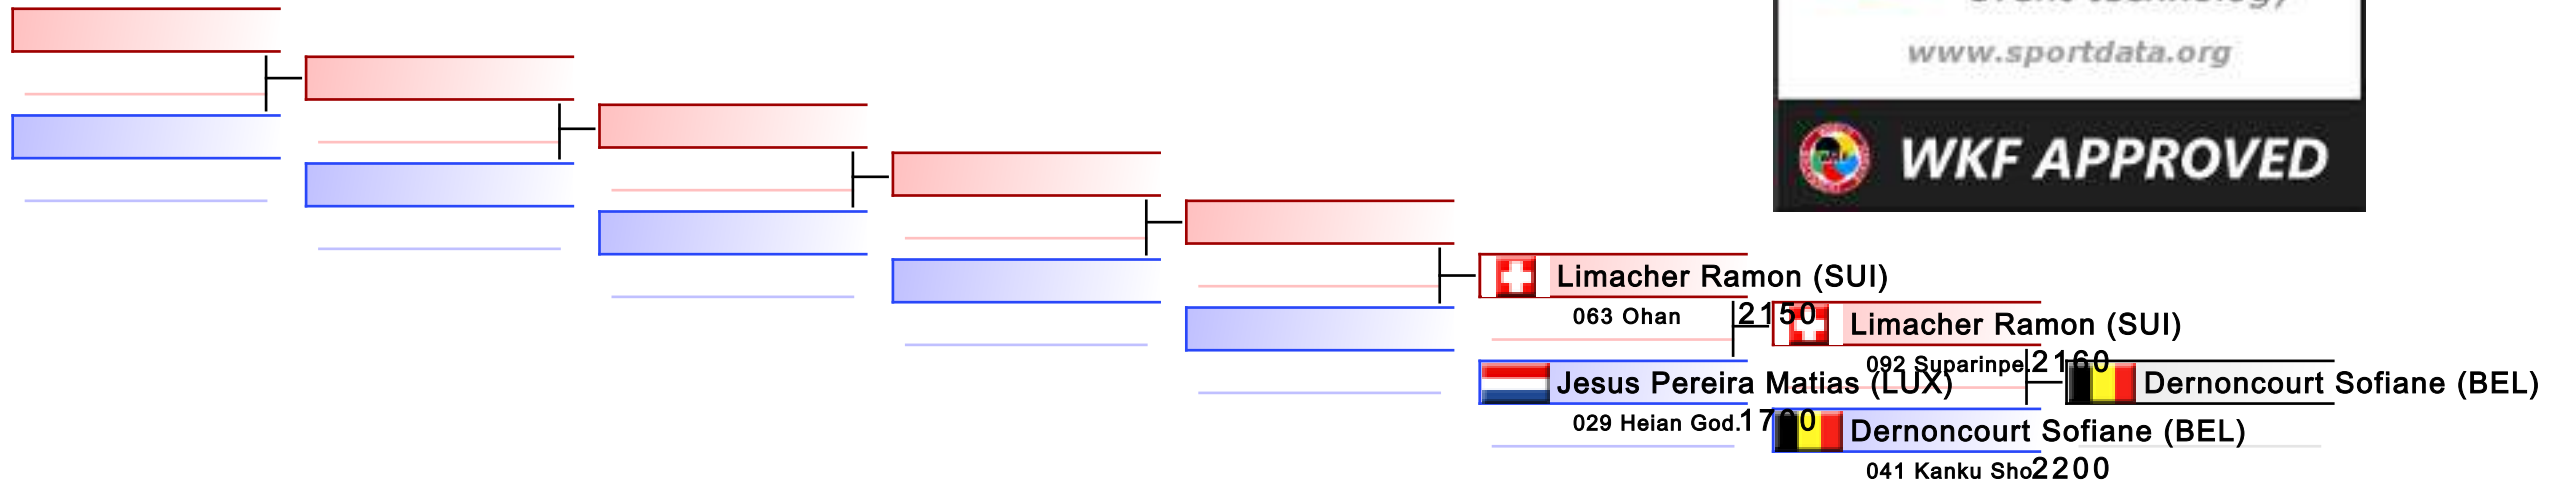 www.sportdata.org
WKF APPROVED
Limacher Ramon (SUI)
063 Ohan 2150
Limacher Ramon (SUI)
092 Suparinpe. 2160
Jesus Pereira Matias (LUX)
Dernoncourt Sofiane (BEL)
029 Heian God.
Dernoncourt Sofiane (BEL)
041 Kanku Sho 2200